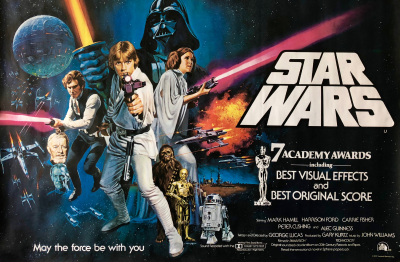 STAR
WARS
7 ACADEMY AWARDS
including
BEST VISUAL EFFECTS
and
BEST ORIGINAL SCORE
Starring MARK HAMILL HARRISON FORD CARRIE FISHER
PETER CUSHING and ALEC GUINNESS
Written and Directed by GEORGE LUCAS Produced by GARY KURTZ Music by JOHN WILLIAMS
May the force be with you